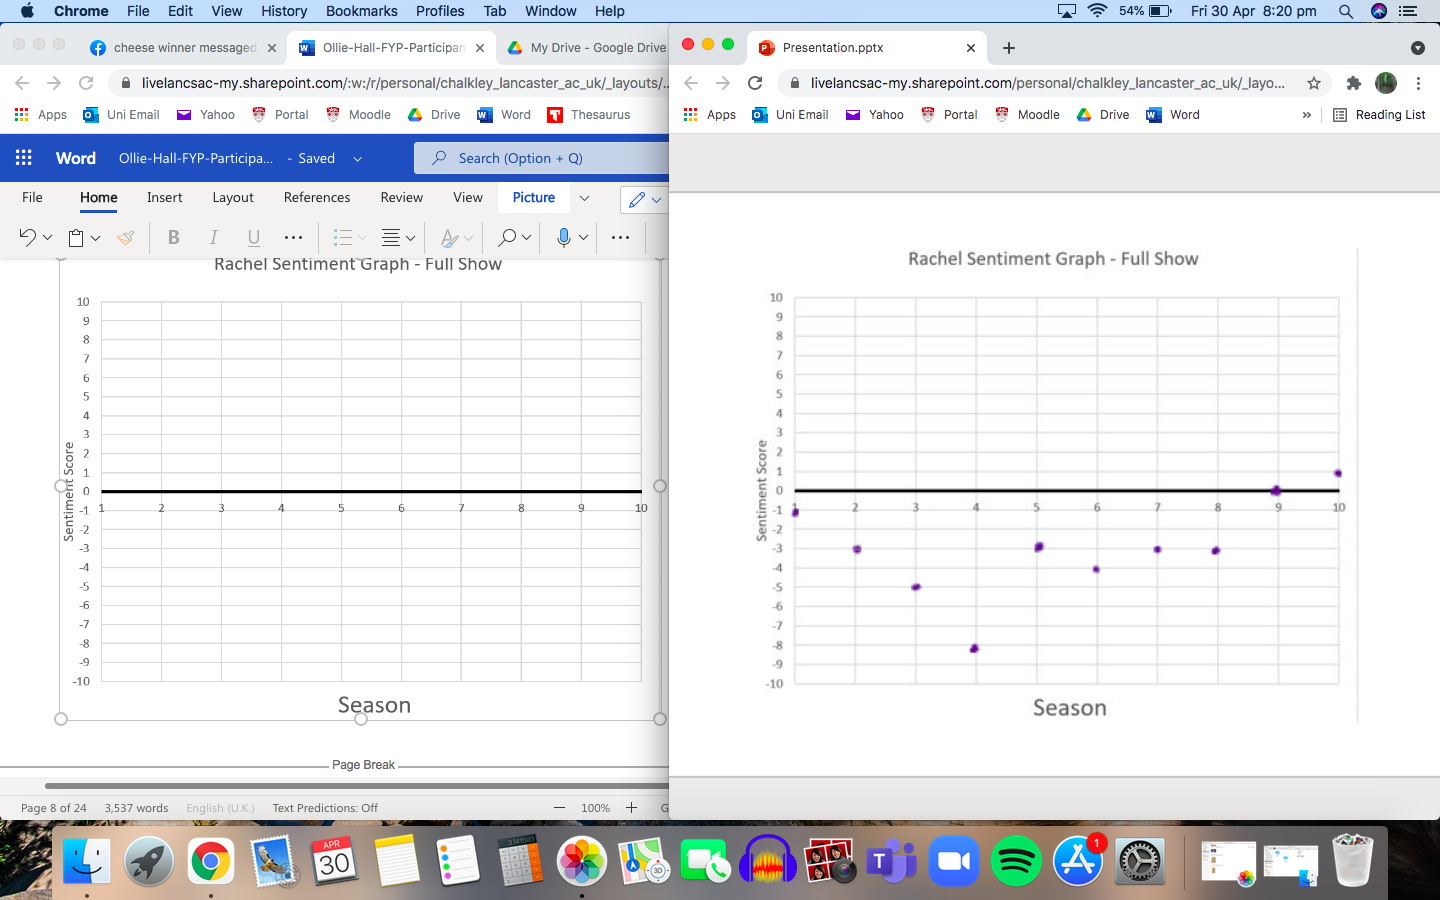 Chrome File Edit View History Bookmarks Profiles Tab Window Help 54% Fri 30 Apr 8:20 pm
cheese winner messaged
Ollie-Hall-FYP-Participan
My Drive - Google Drive
livelancsac-my.sharepoint.com/:w:/r/personal/chalkley_lancaster_ac_uk/_layouts/...
Apps Uni Email Yahoo Portal Moodle Drive Word Thesaurus
Word Ollie-Hall-FYP-Participa... - Saved Search (Option + Q)
File Home Insert Layout References Review View Picture
B I U ...
Rachel Sentiment Graph - Full Show
10
9
8
7
6
5
4
3
2
1
0
-1
-2
-3
-4
-5
-6
-7
-8
-9
-10
Sentiment Score
1 2 3 4 5 6 7 8 9 10
Season
Page Break
Page 8 of 24 3,537 words English (U.K.) Text Predictions: Off 100% G
Presentation.pptx
livelancsac-my.sharepoint.com/personal/chalkley_lancaster_ac_uk/_layo...
Apps Uni Email Yahoo Portal Moodle Drive Word » Reading List
Rachel Sentiment Graph - Full Show
10
9
8
7
6
5
4
3
2
1
0
-1
-2
-3
-4
-5
-6
-7
-8
-9
-10
Sentiment Score
1 2 3 4 5 6 7 8 9 10
Season
APR
30
3D
1